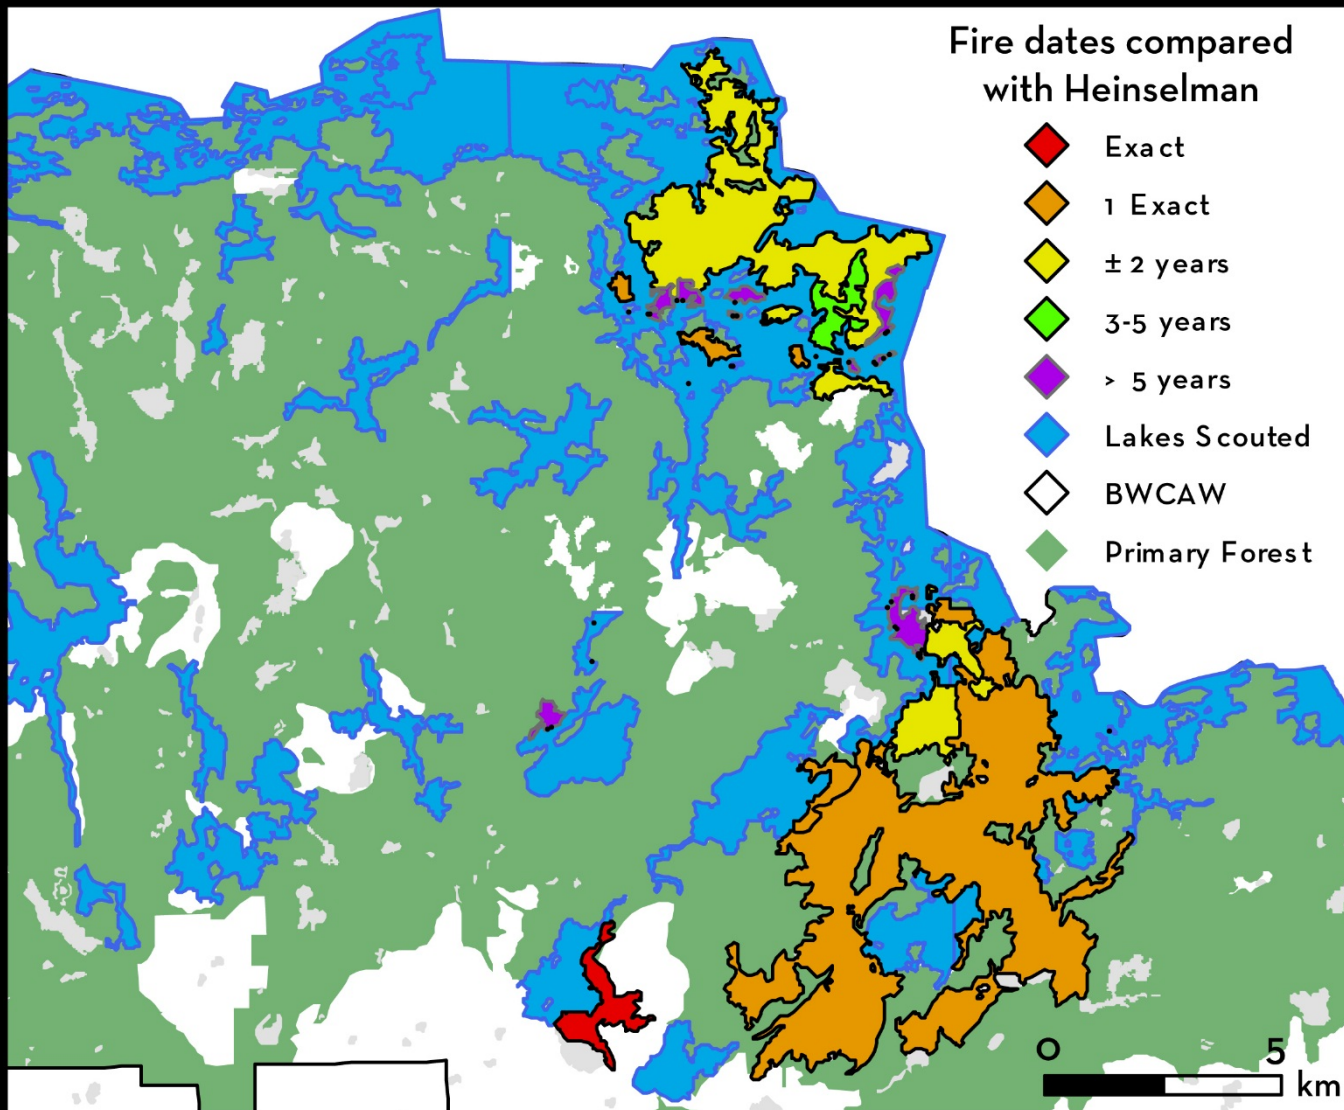 Fire dates compared
with Heinselman
Exact
1 Exact
± 2 years
3-5 years
> 5 years
Lakes Scouted
BWCAW
Primary Forest
0 5
km